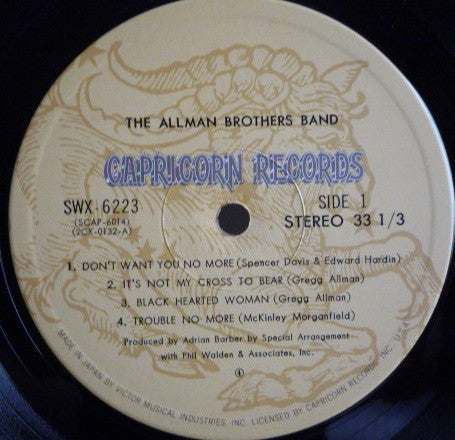 THE ALLMAN BROTHERS BAND
CAPRICORN RECORDS
SWX-6223
(SCAP-6014)
(2CX-0132-A)
SIDE 1
STEREO 33 1/3
1. DON'T WANT YOU NO MORE (Spencer Davis & Edward Hardin)
2. IT'S NOT MY CROSS TO BEAR (Gregg Allman)
3. BLACK HEARTED WOMAN (Gregg Allman)
4. TROUBLE NO MORE (McKinley Morganfield)
Produced by Adrian Barber by Special Arrangement
with Phil Walden & Associates, Inc.
MADE IN JAPAN BY VICTOR MUSICAL INDUSTRIES, INC. LICENSED BY CAPRICORN RECORDS INC. U.S.A.